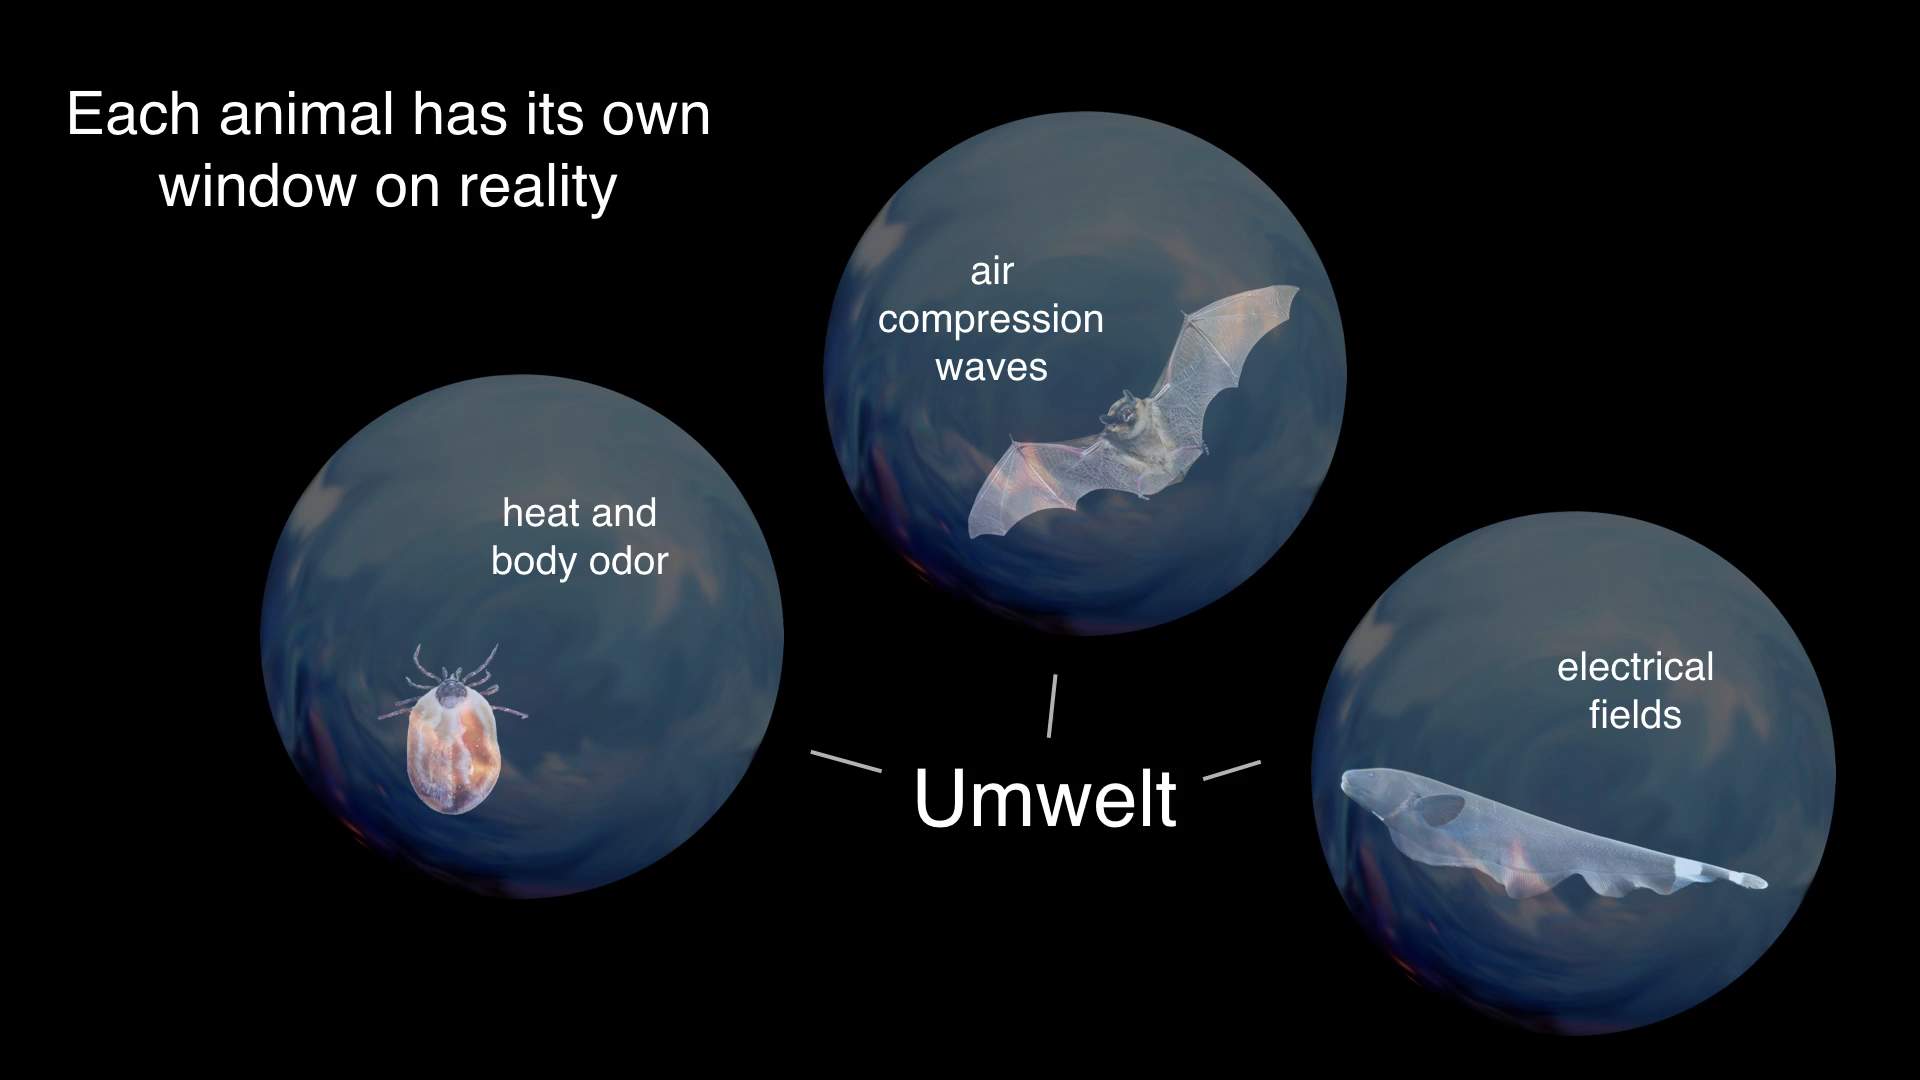 Each animal has its own
window on reality
air
compression
waves
heat and
body odor
electrical
fields
Umwelt